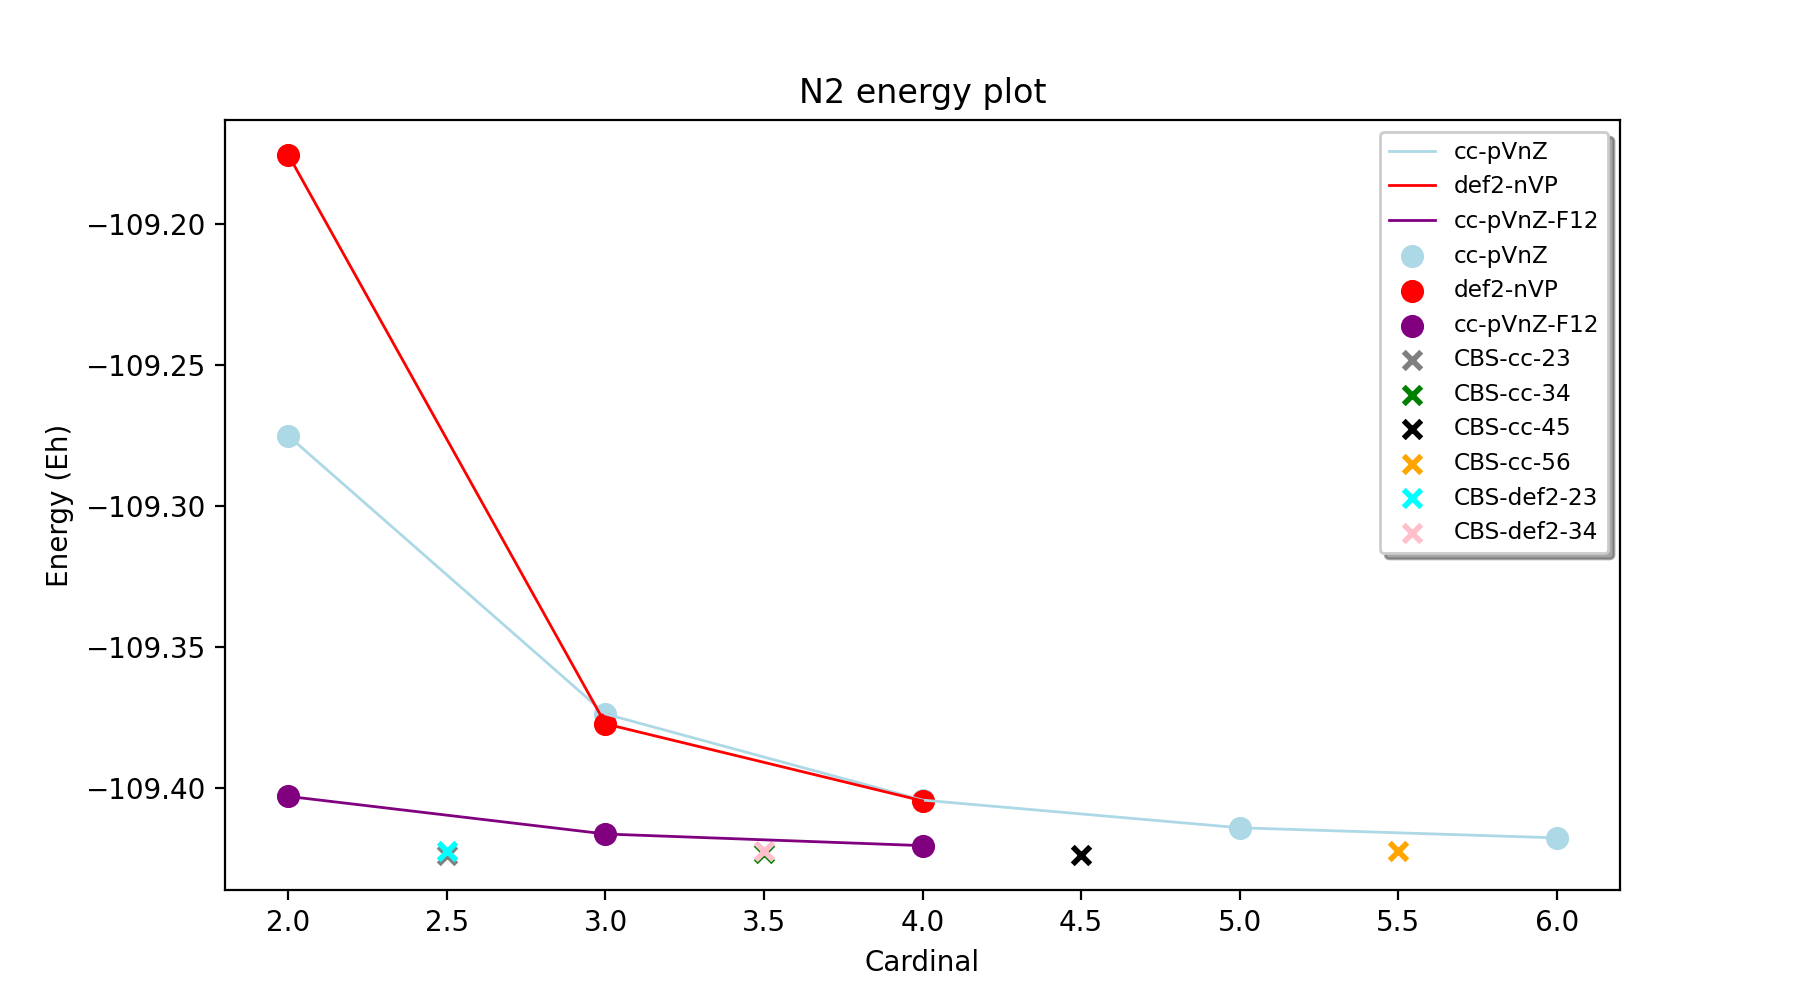 N2 energy plot
cc-pVnZ
def2-nVP
cc-pVnZ-F12
cc-pVnZ
def2-nVP
cc-pVnZ-F12
CBS-cc-23
CBS-cc-34
CBS-cc-45
CBS-cc-56
CBS-def2-23
CBS-def2-34
−109.20
−109.25
−109.30
−109.35
−109.40
Energy (Eh)
2.0 2.5 3.0 3.5 4.0 4.5 5.0 5.5 6.0
Cardinal